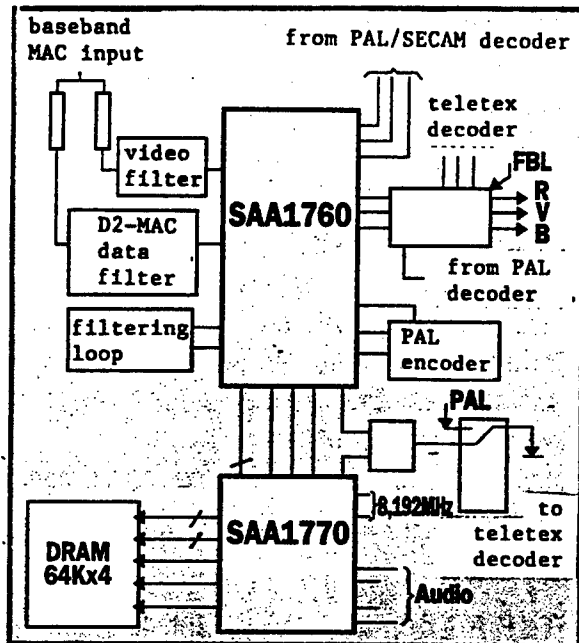 baseband
MAC input
from PAL/SECAM decoder
teletex
decoder
FBL
video
filter
SAA1760
R
V
B
D2-MAC
data
filter
from PAL
decoder
filtering
loop
PAL
encoder
PAL
DRAM
64Kx4
SAA1770
8,192MHz
to
teletex
decoder
Audio